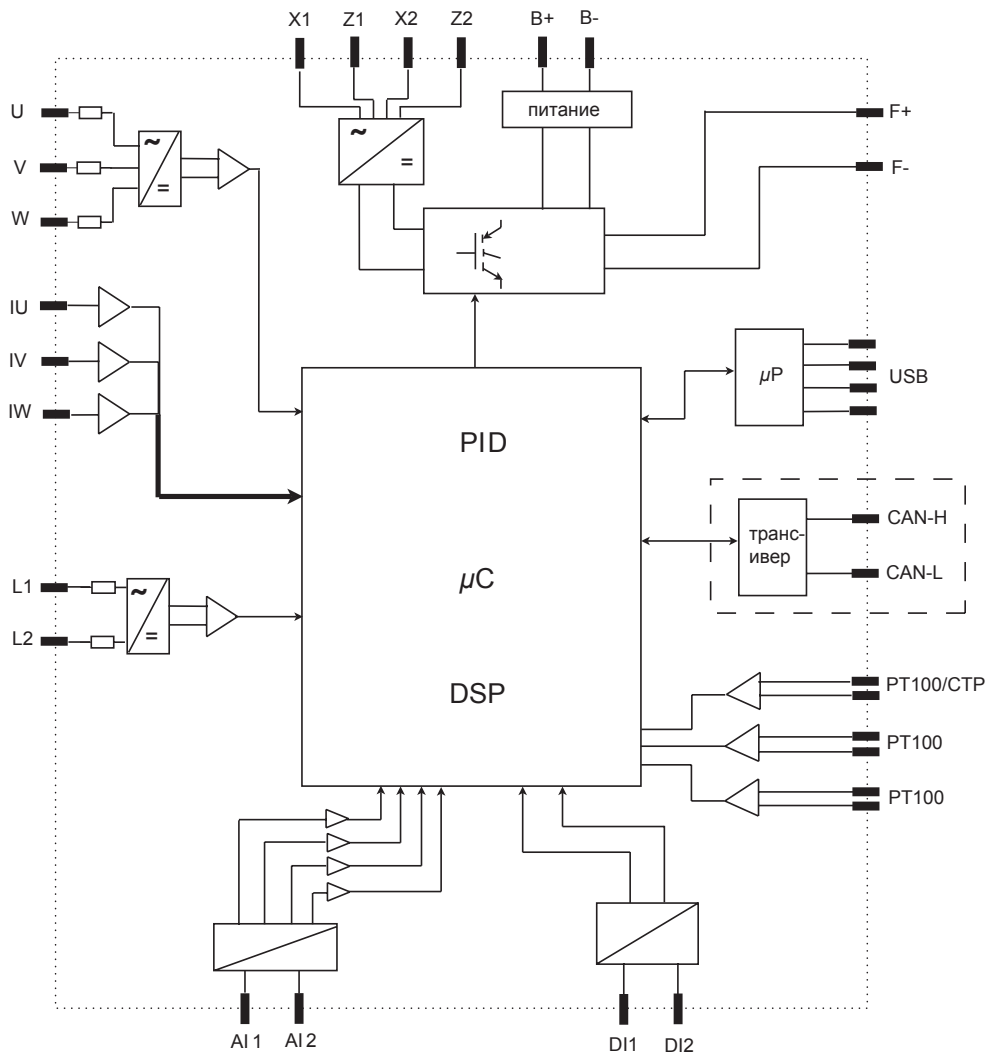 X1 Z1 X2 Z2 B+ B-
питание
U
V
W
~
=
~
=
F+
F-
IU
IV
IW
µP
USB
PID
µC
DSP
транс-
ивер
CAN-H
CAN-L
L1
L2
~
=
PT100/CTP
PT100
PT100
AI 1 AI 2 DI1 DI2